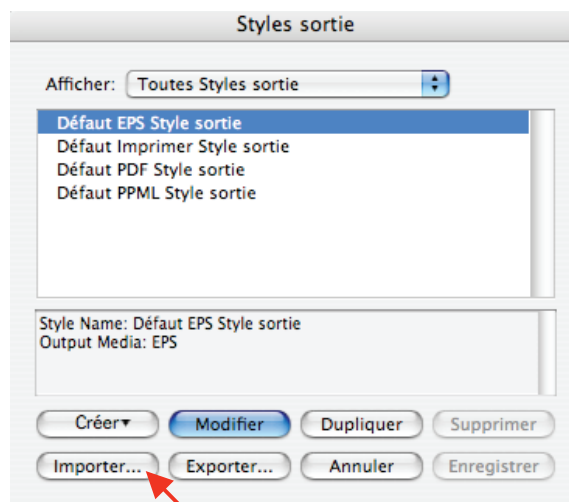 Styles sortie
Afficher: Toutes Styles sortie
Défaut EPS Style sortie
Défaut Imprimer Style sortie
Défaut PDF Style sortie
Défaut PPML Style sortie
Style Name: Défaut EPS Style sortie
Output Media: EPS
Créer▾ Modifier Dupliquer Supprimer
Importer... Exporter... Annuler Enregistrer